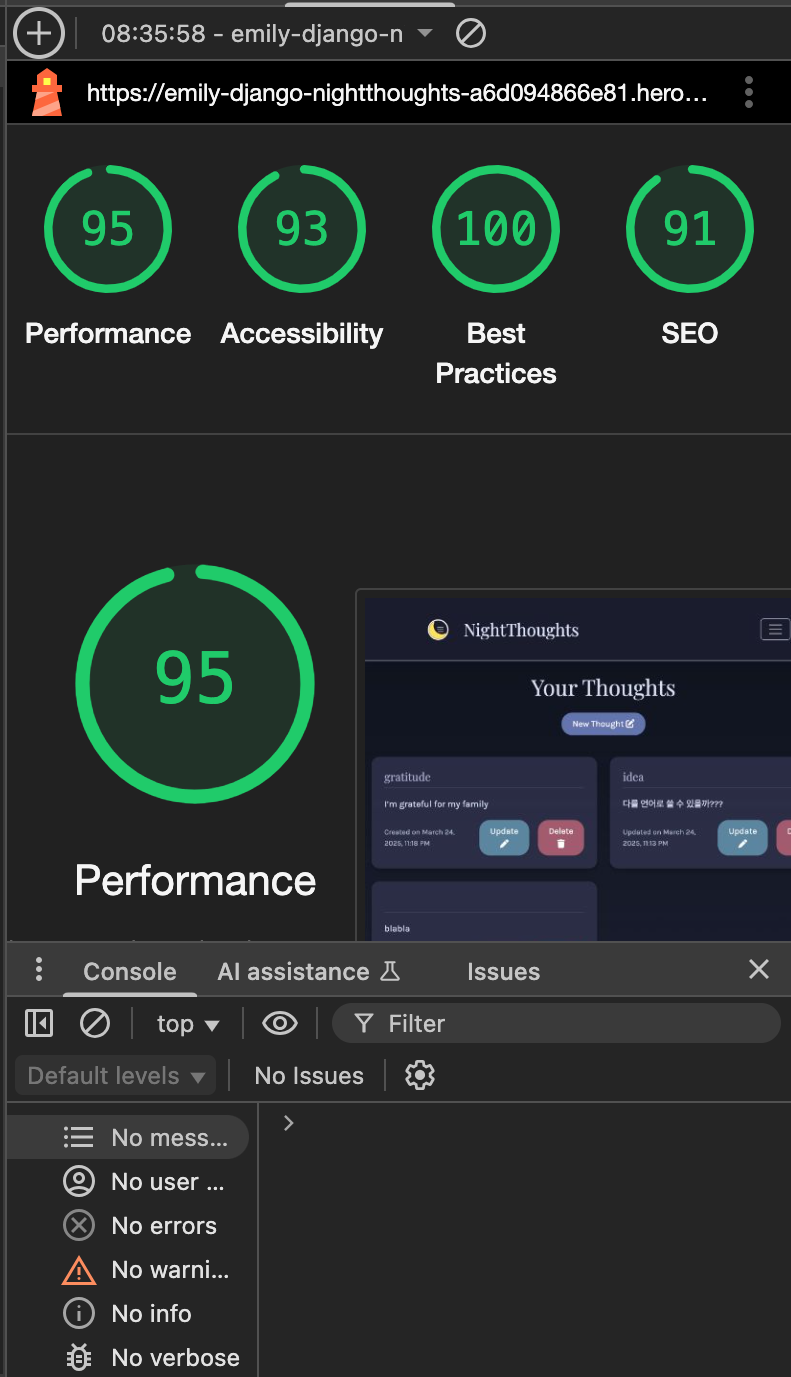 08:35:58 - emily-django-n
https://emily-django-nightthoughts-a6d094866e81.hero...
95
93
100
91
Performance
Accessibility
Best
Practices
SEO
95
Performance
NightThoughts
Your Thoughts
New Thought
gratitude
I'm grateful for my family
Created on March 24,
2025, 11:18 PM
Update
Delete
idea
다를 언어로 쓸 수 있을까???
Updated on March 24,
2025, 11:13 PM
Update
D
blabla
Console
AI assistance
Issues
top
Filter
Default levels
No Issues
No mess...
No user ...
No errors
No warni...
No info
No verbose